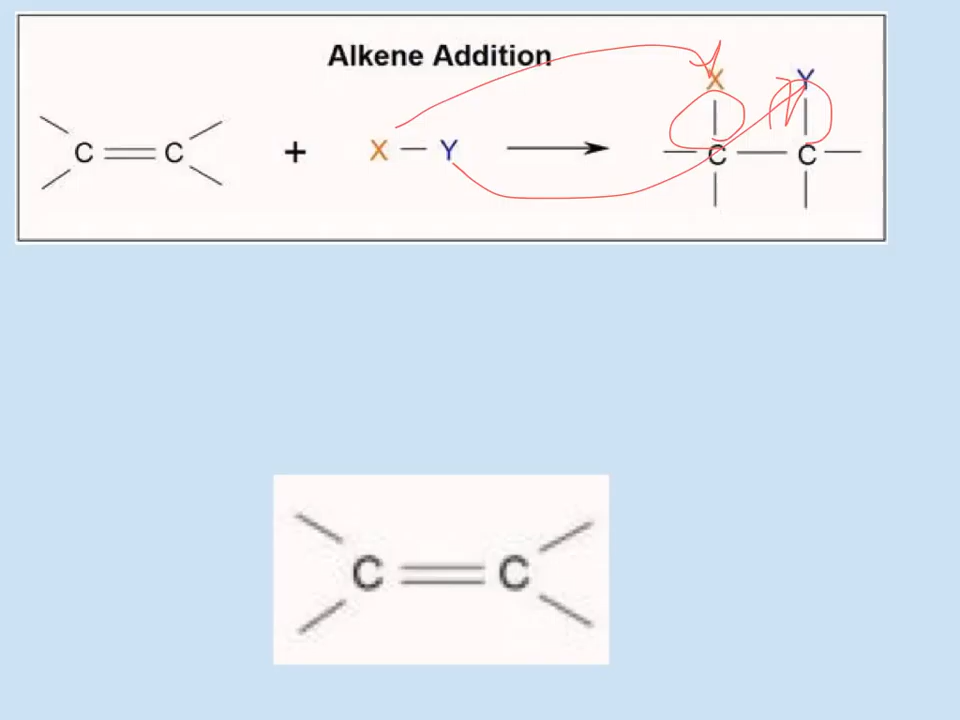 Alkene Addition
X Y
C = C + X — Y → — C — C —
C = C